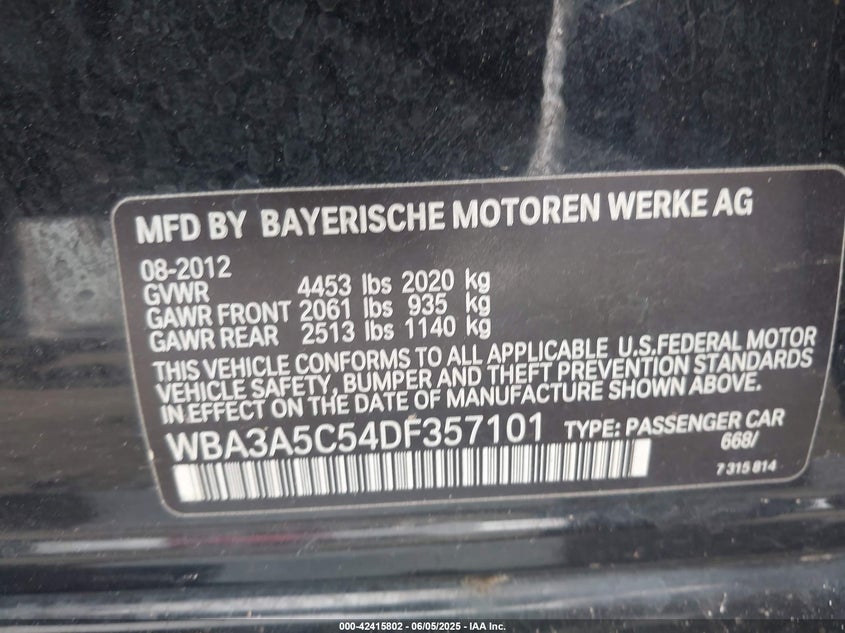 MFD BY BAYERISCHE MOTOREN WERKE AG
08-2012
GVWR 4453 lbs 2020 kg
GAWR FRONT 2061 lbs 935 kg
GAWR REAR 2513 lbs 1140 kg
THIS VEHICLE CONFORMS TO ALL APPLICABLE U.S.FEDERAL MOTOR
VEHICLE SAFETY, BUMPER AND THEFT PREVENTION STANDARDS
IN EFFECT ON THE DATE OF MANUFACTURE SHOWN ABOVE.
WBA3A5C54DF357101 TYPE: PASSENGER CAR
668/
7 315 814
000-42415802 - 06/05/2025 - IAA Inc.